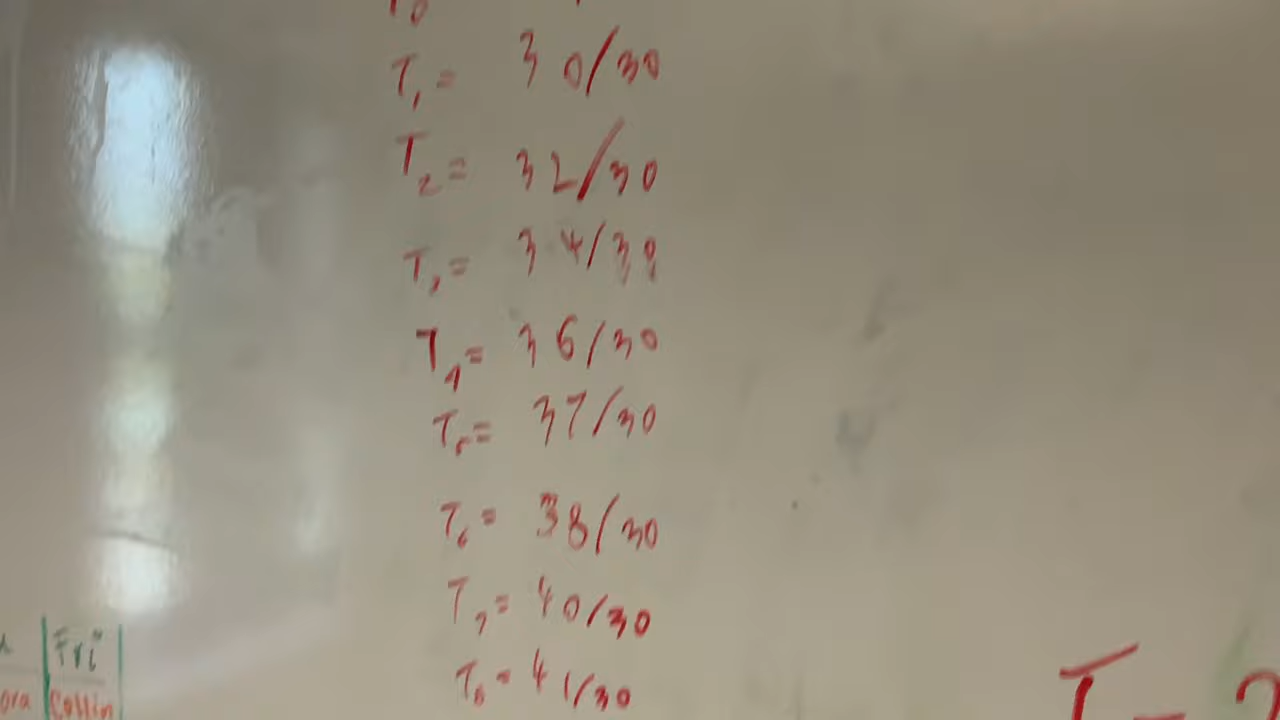 T₁ = 30/30
T₂ = 32/30
T₃ = 34/30
T₄ = 36/30
T₅ = 37/30
T₆ = 38/30
T₇ = 40/30
T₈ = 41/30
Fri
Collin